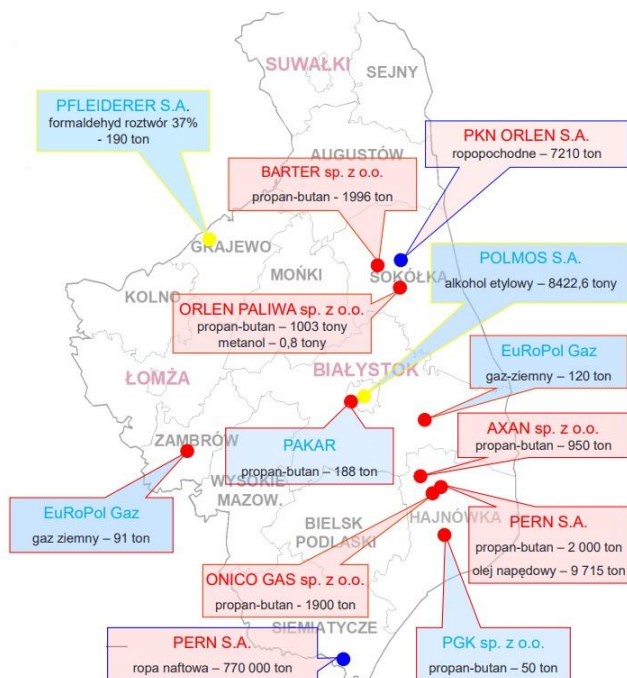 SUWAŁKI
SEJNY
PFLEIDERER S.A.
formaldehyd roztwór 37%
- 190 ton
PKN ORLEN S.A.
ropopochodne – 7210 ton
AUGUSTÓW
BARTER sp. z o.o.
propan-butan - 1996 ton
GRAJEWO
POLMOS S.A.
alkohol etylowy – 8422,6 tony
MOŃKI
SOKÓŁKA
KOLNO
ORLEN PALIWA sp. z o.o.
propan-butan – 1003 tony
metanol – 0,8 tony
EuRoPol Gaz
gaz-ziemny – 120 ton
ŁOMŻA
BIAŁYSTOK
AXAN sp. z o.o.
propan-butan – 950 ton
ZAMBRÓW
PAKAR
propan-butan – 188 ton
WYSOKIE
MAZOW.
EuRoPol Gaz
gaz ziemny – 91 ton
BIELSK
PODLASKI
HAJNÓWKA
PERN S.A.
propan-butan – 2 000 ton
olej napędowy – 9 715 ton
ONICO GAS sp. z o.o.
propan-butan - 1900 ton
SIEMIATYCZE
PERN S.A.
ropa naftowa – 770 000 ton
PGK sp. z o.o.
propan-butan – 50 ton